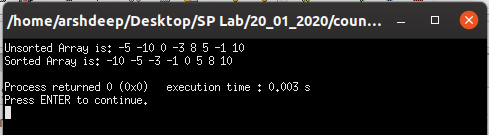 /home/arshdeep/Desktop/SP Lab/20_01_2020/coun...
Unsorted Array is: -5 -10 0 -3 8 5 -1 10
Sorted Array is: -10 -5 -3 -1 0 5 8 10
Process returned 0 (0x0)   execution time : 0.003 s
Press ENTER to continue.